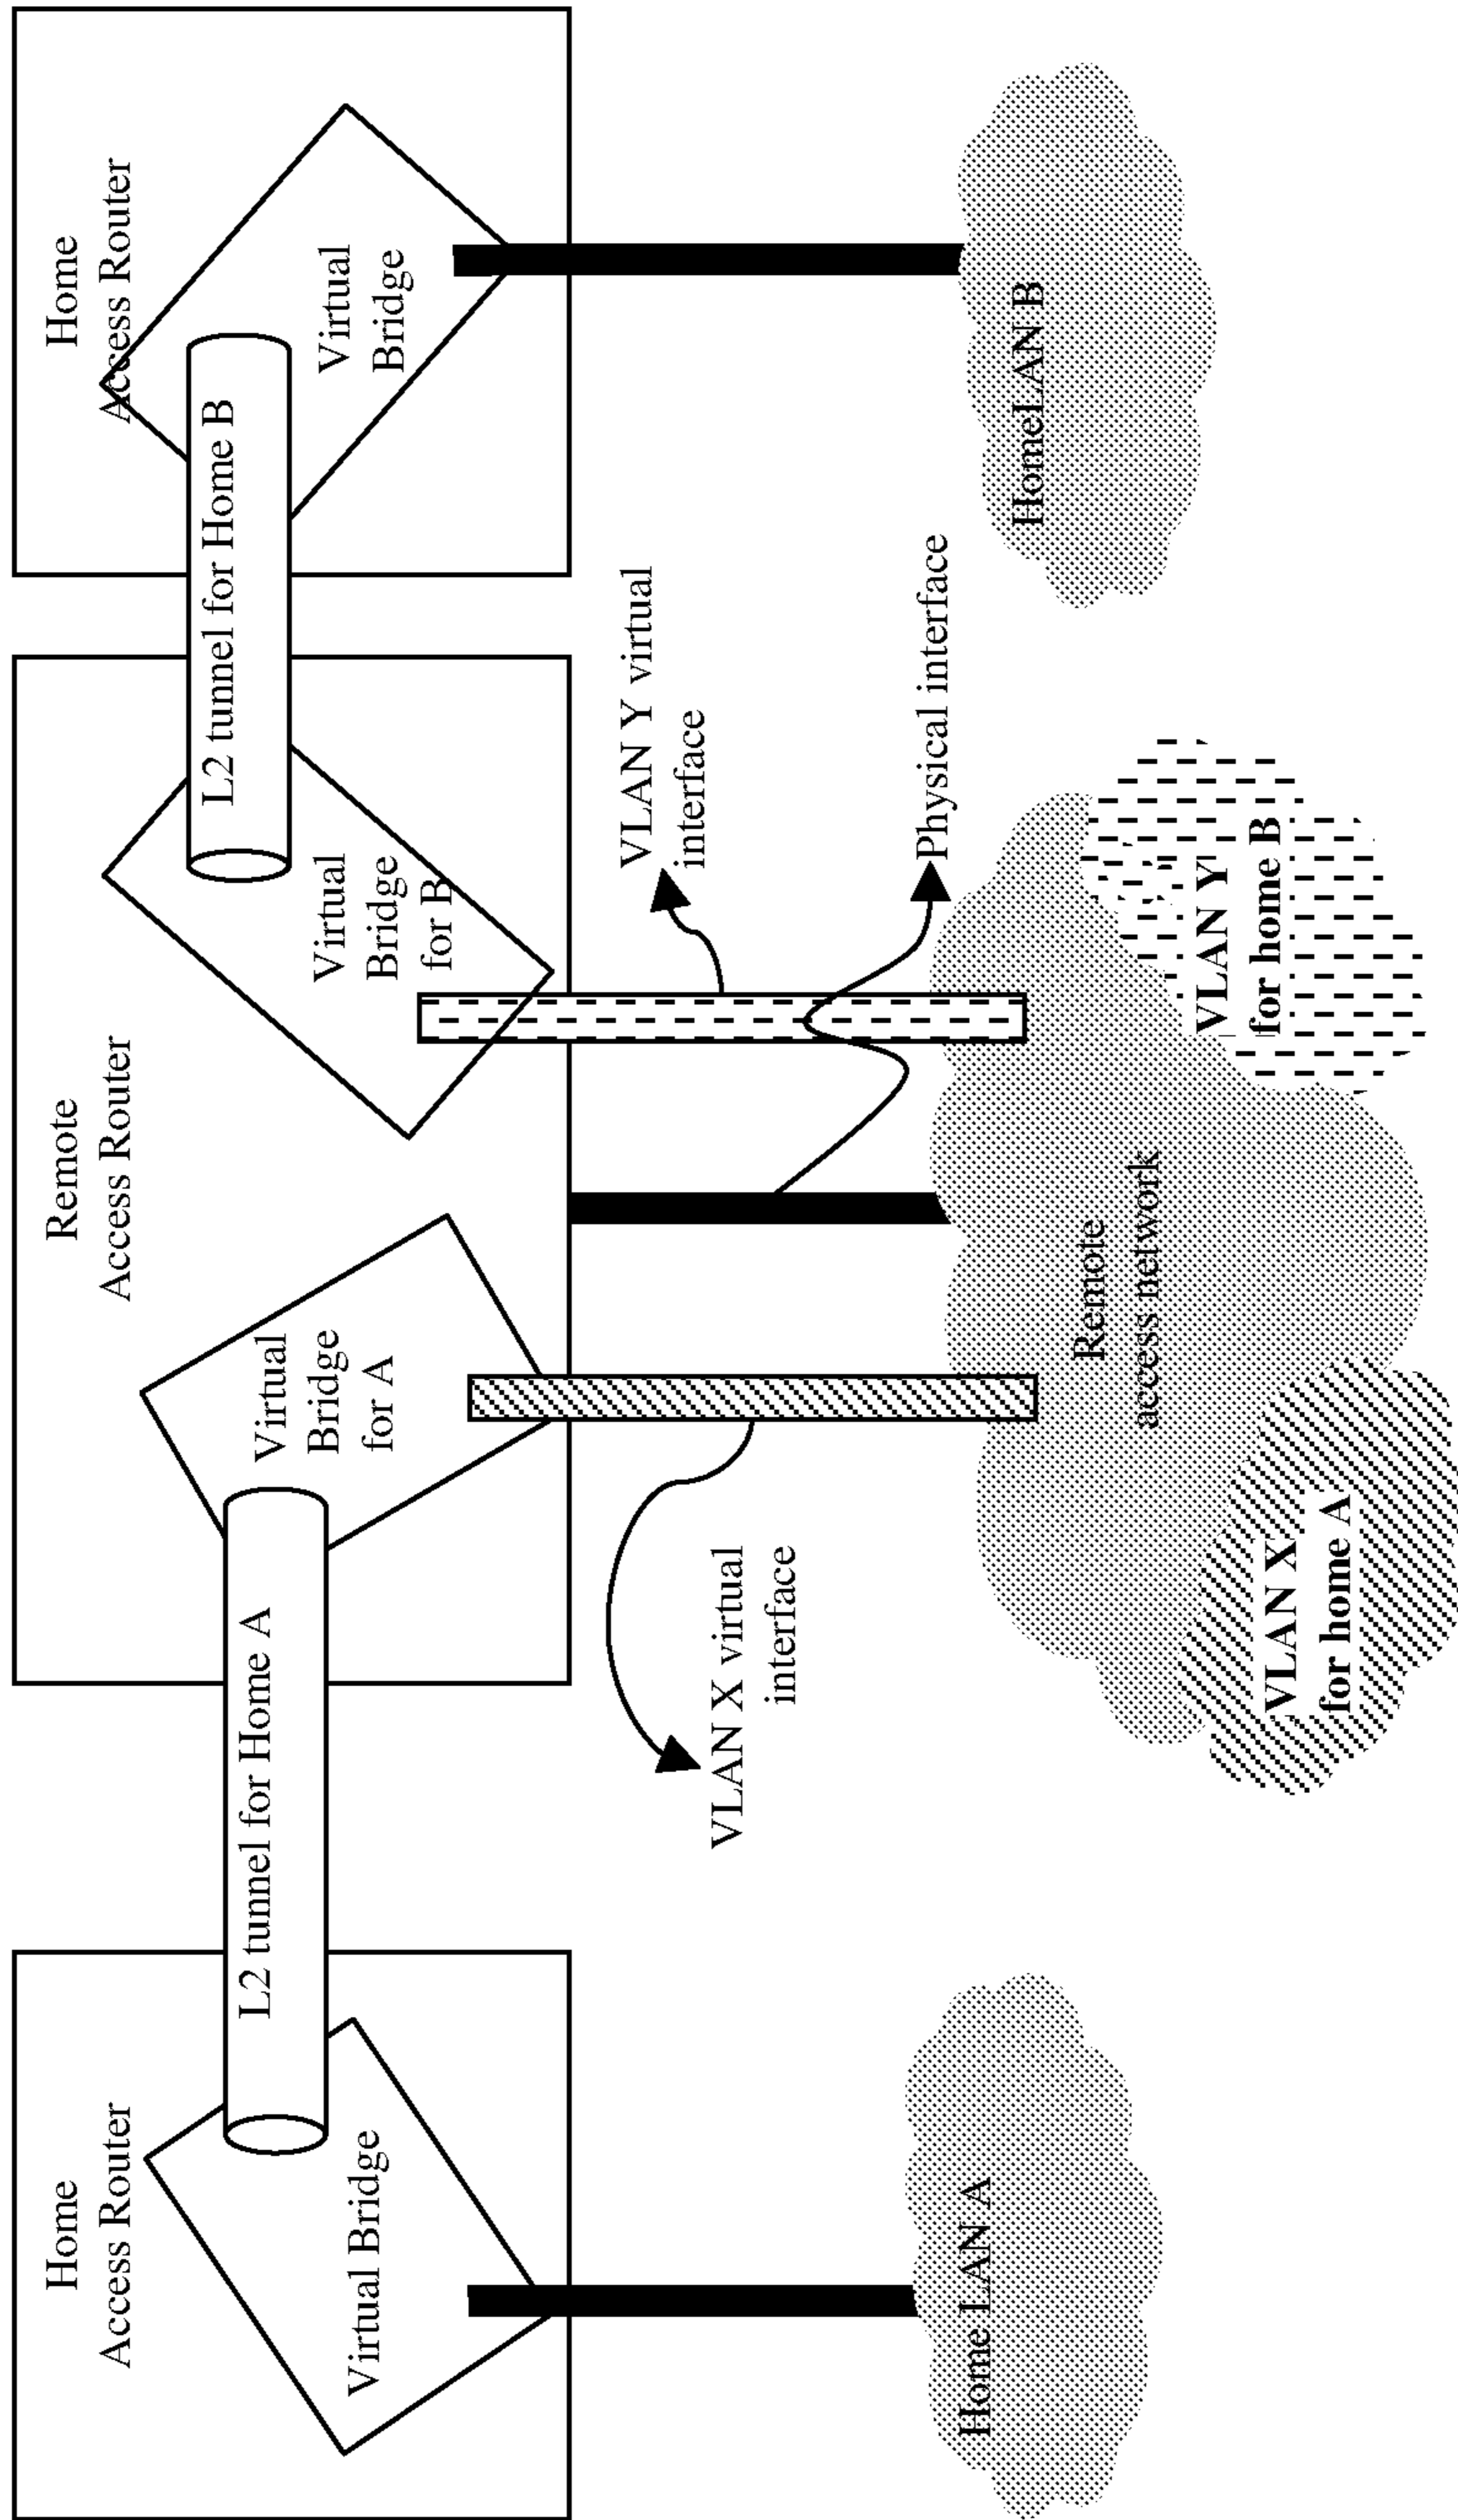 Home
Access Router
Virtual Bridge
L2 tunnel for Home A
Home LAN A
Remote
Access Router
Virtual
Bridge
for A
Virtual
Bridge
for B
L2 tunnel for Home B
VLAN X virtual
interface
VLAN Y virtual
interface
Physical interface
Remote
access network
VLAN X
for home A
VLAN Y
for home B
Home
Access Router
Virtual
Bridge
HomeLAN B